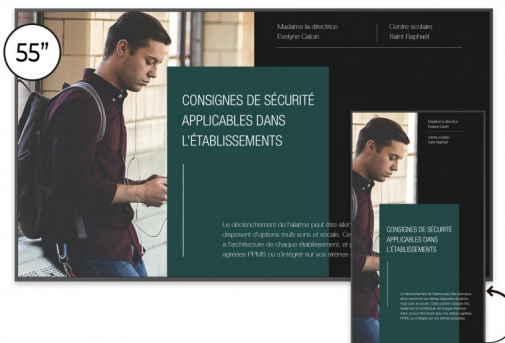 55”
Madame la directrice
Evelyne Caloin
Centre scolaire
Saint Raphaël
CONSIGNES DE SÉCURITÉ
APPLICABLES DANS
L'ÉTABLISSEMENTS
Le déclenchement de l'alarme peut être silen
disposent d'options multi sons et vocale. Ce
à l'architecture de chaque établissement, et
agréées PPMS ou s'intégrer sur vos sirènes
Madame la directrice
Evelyne Caloin
Centre scolaire
Saint Raphaël
CONSIGNES DE SÉCURITÉ
APPLICABLES DANS
L'ÉTABLISSEMENTS